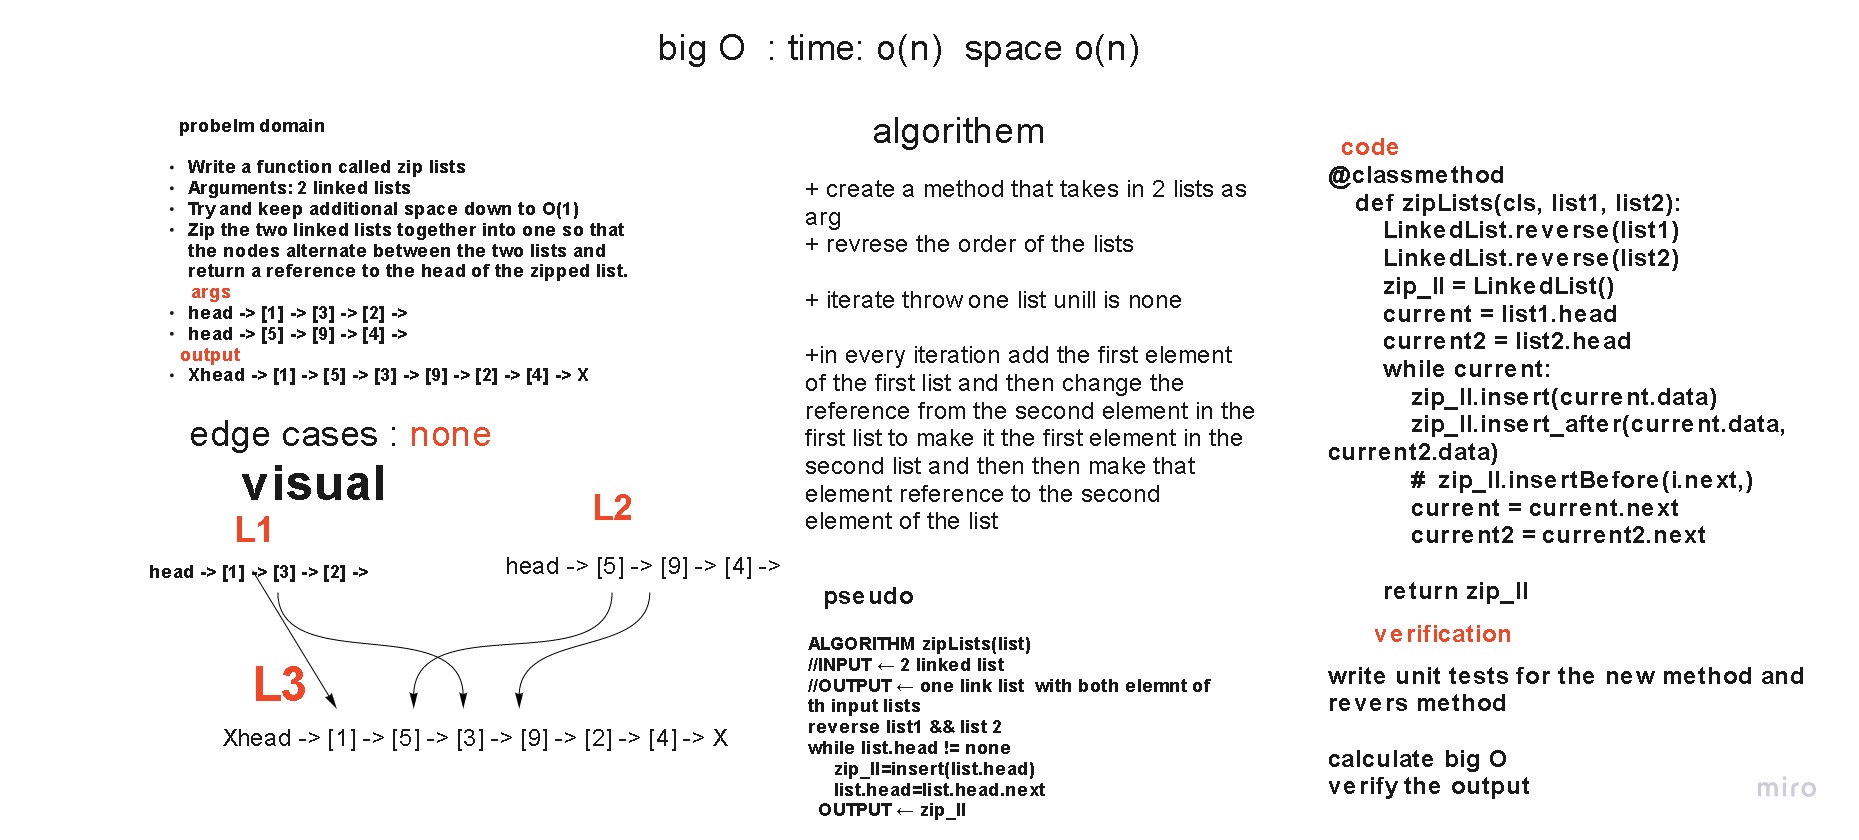 big O  : time: o(n)  space o(n)
probelm domain
• Write a function called zip lists
• Arguments: 2 linked lists
• Try and keep additional space down to O(1)
• Zip the two linked lists together into one so that
the nodes alternate between the two lists and
return a reference to the head of the zipped list.
args
• head -> [1] -> [3] -> [2] ->
• head -> [5] -> [9] -> [4] ->
output
• Xhead -> [1] -> [5] -> [3] -> [9] -> [2] -> [4] -> X
edge cases : none
visual
L1
L2
head -> [1] -> [3] -> [2] ->
head -> [5] -> [9] -> [4] ->
L3
Xhead -> [1] -> [5] -> [3] -> [9] -> [2] -> [4] -> X
algorithem
+ create a method that takes in 2 lists as
arg
+ revrese the order of the lists
+ iterate throw one list unill is none
+in every iteration add the first element
of the first list and then change the
reference from the second element in the
first list to make it the first element in the
second list and then then make that
element reference to the second
element of the list
pseudo
ALGORITHM zipLists(list)
//INPUT ← 2 linked list
//OUTPUT ← one link list  with both elemnt of
th input lists
reverse list1 && list 2
while list.head != none
zip_ll=insert(list.head)
list.head=list.head.next
OUTPUT ← zip_ll
code
@classmethod
def zipLists(cls, list1, list2):
LinkedList.reverse(list1)
LinkedList.reverse(list2)
zip_ll = LinkedList()
current = list1.head
current2 = list2.head
while current:
zip_ll.insert(current.data)
zip_ll.insert_after(current.data,
current2.data)
#  zip_ll.insertBefore(i.next,)
current = current.next
current2 = current2.next
return zip_ll
verification
write unit tests for the new method and
revers method
calculate big O
verify the output
miro